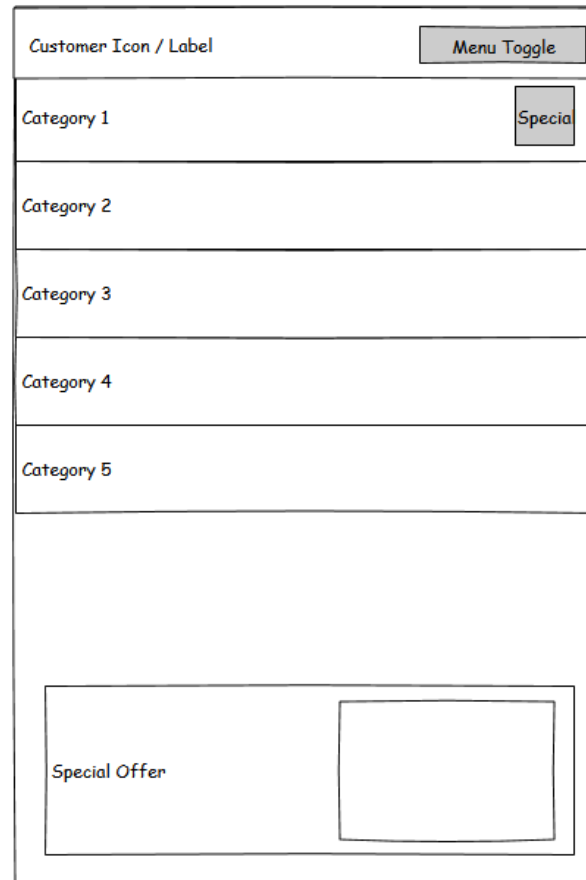 Customer Icon / Label
Menu Toggle
Category 1
Special
Category 2
Category 3
Category 4
Category 5
Special Offer